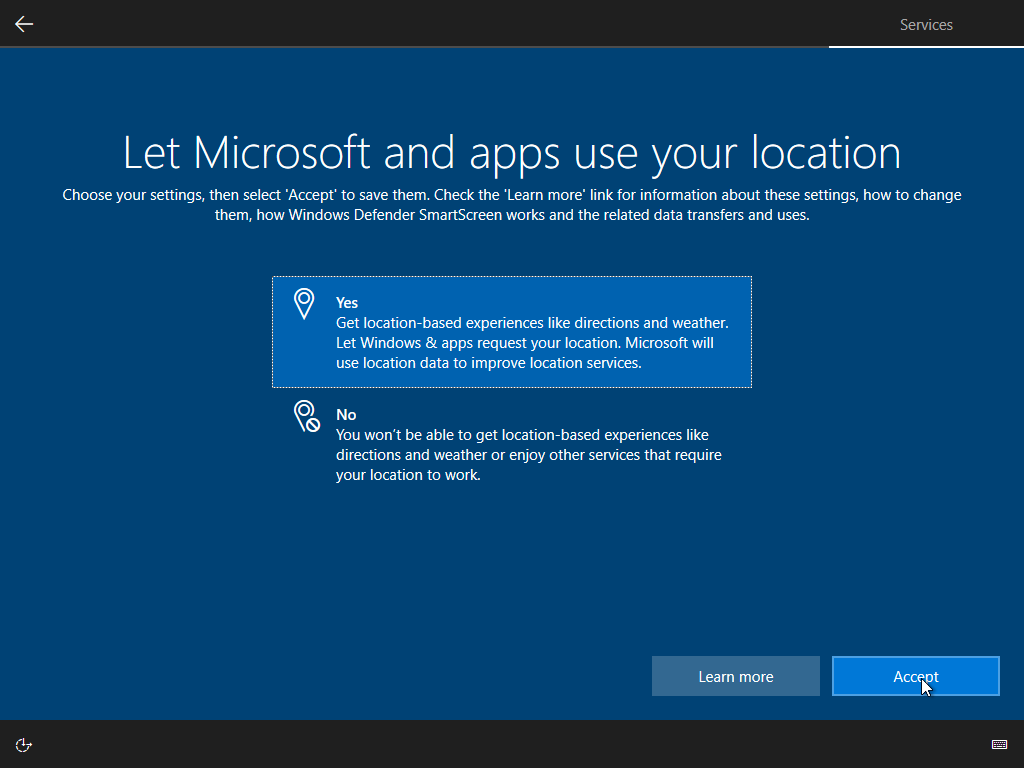 Services
Let Microsoft and apps use your location
Choose your settings, then select 'Accept' to save them. Check the 'Learn more' link for information about these settings, how to change
them, how Windows Defender SmartScreen works and the related data transfers and uses.
Yes
Get location-based experiences like directions and weather.
Let Windows & apps request your location. Microsoft will
use location data to improve location services.
No
You won't be able to get location-based experiences like
directions and weather or enjoy other services that require
your location to work.
Learn more
Accept